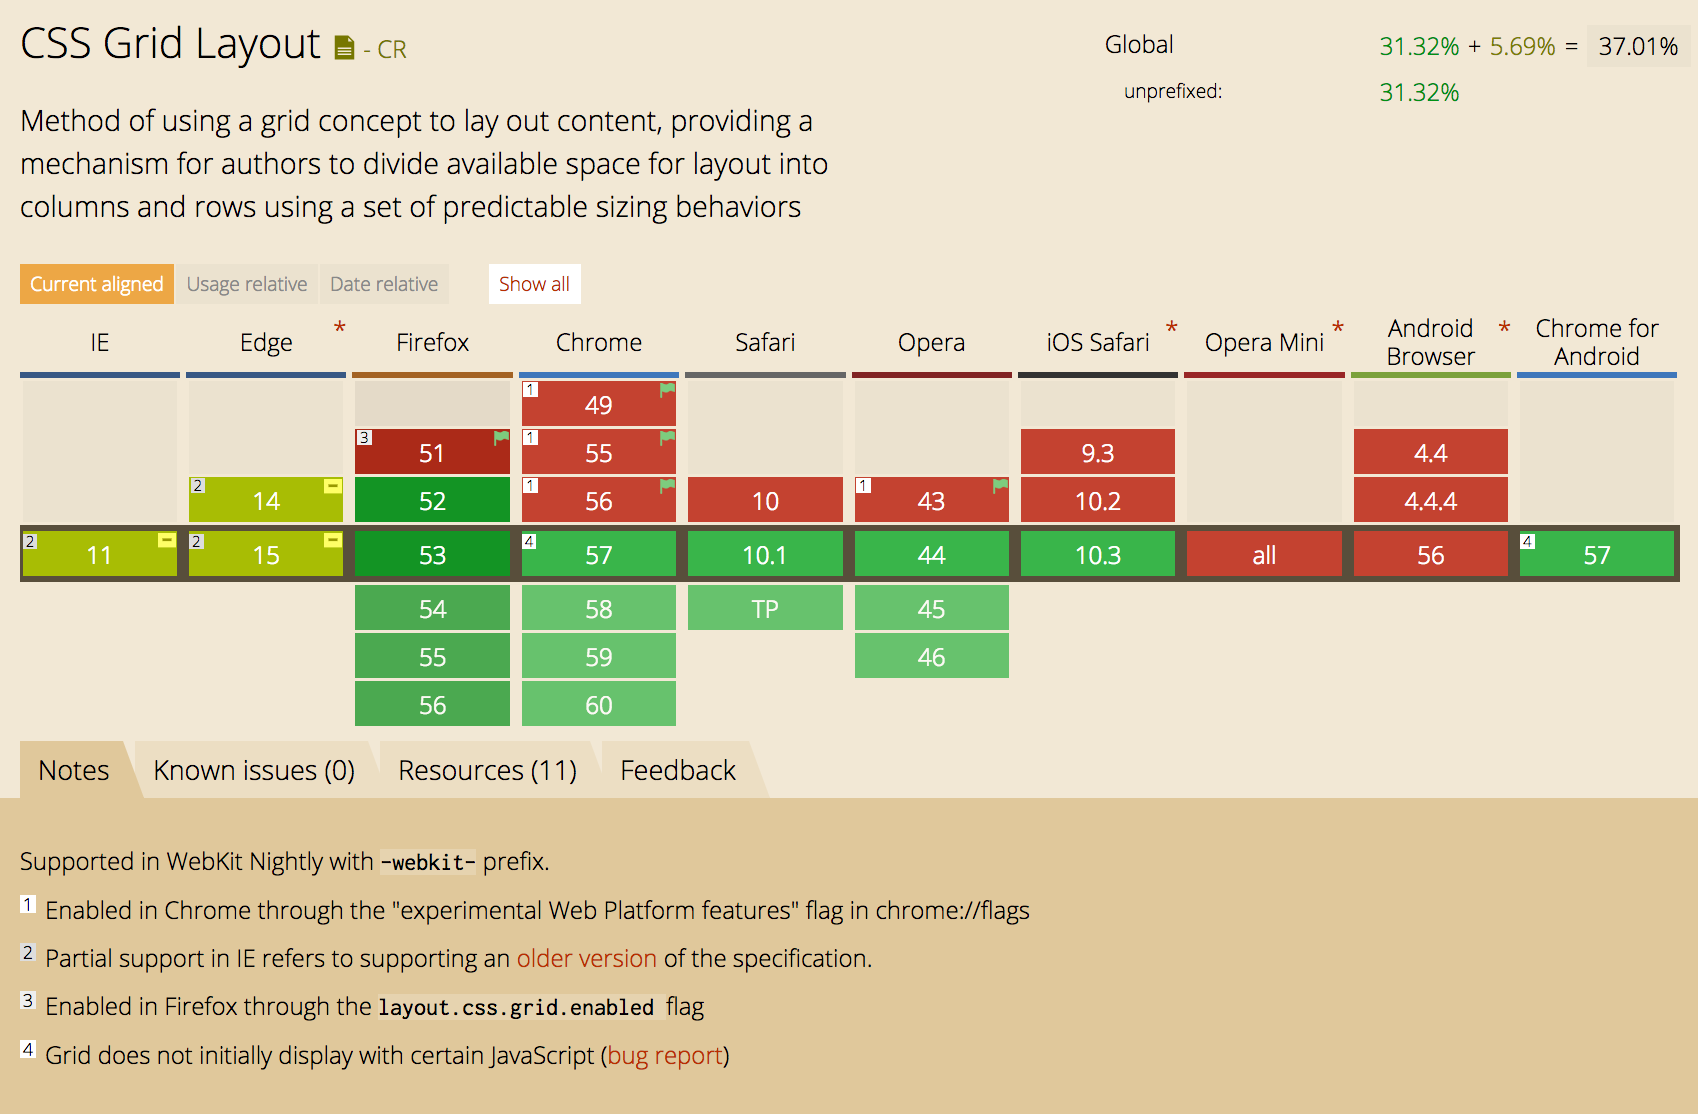 CSS Grid Layout - CR
Global 31.32% + 5.69% = 37.01%
unprefixed: 31.32%
Method of using a grid concept to lay out content, providing a
mechanism for authors to divide available space for layout into
columns and rows using a set of predictable sizing behaviors
Current aligned Usage relative Date relative Show all
IE Edge * Firefox Chrome Safari Opera iOS Safari * Opera Mini * Android Browser * Chrome for Android
1 49
3 51 1 55 9.3 4.4
2 14 52 1 56 10 1 43 10.2 4.4.4
2 11 2 15 53 4 57 10.1 44 10.3 all 56 4 57
54 58 TP 45
55 59 46
56 60
Notes Known issues (0) Resources (11) Feedback
Supported in WebKit Nightly with -webkit- prefix.
1 Enabled in Chrome through the "experimental Web Platform features" flag in chrome://flags
2 Partial support in IE refers to supporting an older version of the specification.
3 Enabled in Firefox through the layout.css.grid.enabled flag
4 Grid does not initially display with certain JavaScript (bug report)